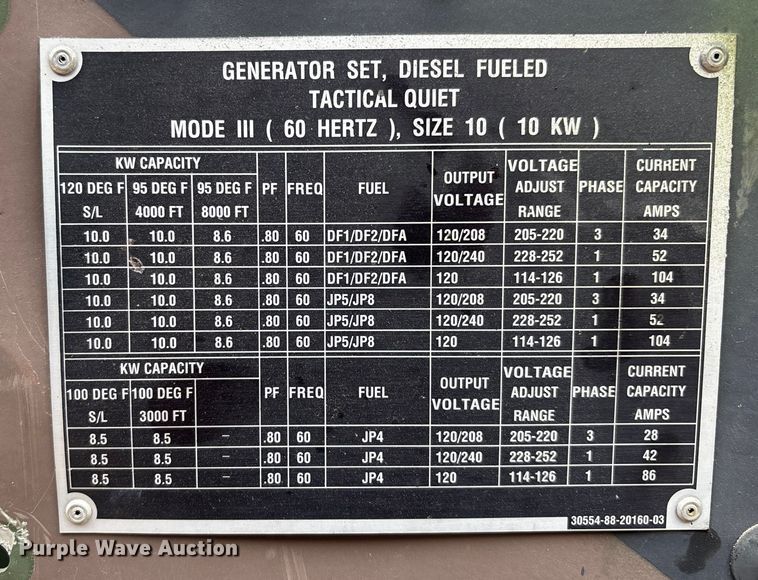 GENERATOR SET, DIESEL FUELED
TACTICAL QUIET
MODE III ( 60 HERTZ ), SIZE 10 ( 10 KW )
KW CAPACITY
120 DEG F S/L 95 DEG F 4000 FT 95 DEG F 8000 FT PF FREQ FUEL OUTPUT VOLTAGE VOLTAGE ADJUST RANGE PHASE CURRENT CAPACITY AMPS
10.0 10.0 8.6 .80 60 DF1/DF2/DFA 120/208 205-220 3 34
10.0 10.0 8.6 .80 60 DF1/DF2/DFA 120/240 228-252 1 52
10.0 10.0 8.6 .80 60 DF1/DF2/DFA 120 114-126 1 104
10.0 10.0 8.6 .80 60 JP5/JP8 120/208 205-220 3 34
10.0 10.0 8.6 .80 60 JP5/JP8 120/240 228-252 1 52
10.0 10.0 8.6 .80 60 JP5/JP8 120 114-126 1 104
KW CAPACITY
100 DEG F S/L 100 DEG F 3000 FT PF FREQ FUEL OUTPUT VOLTAGE VOLTAGE ADJUST RANGE PHASE CURRENT CAPACITY AMPS
8.5 8.5 – .80 60 JP4 120/208 205-220 3 28
8.5 8.5 – .80 60 JP4 120/240 228-252 1 42
8.5 8.5 – .80 60 JP4 120 114-126 1 86
30554-88-20160-03
Purple Wave Auction